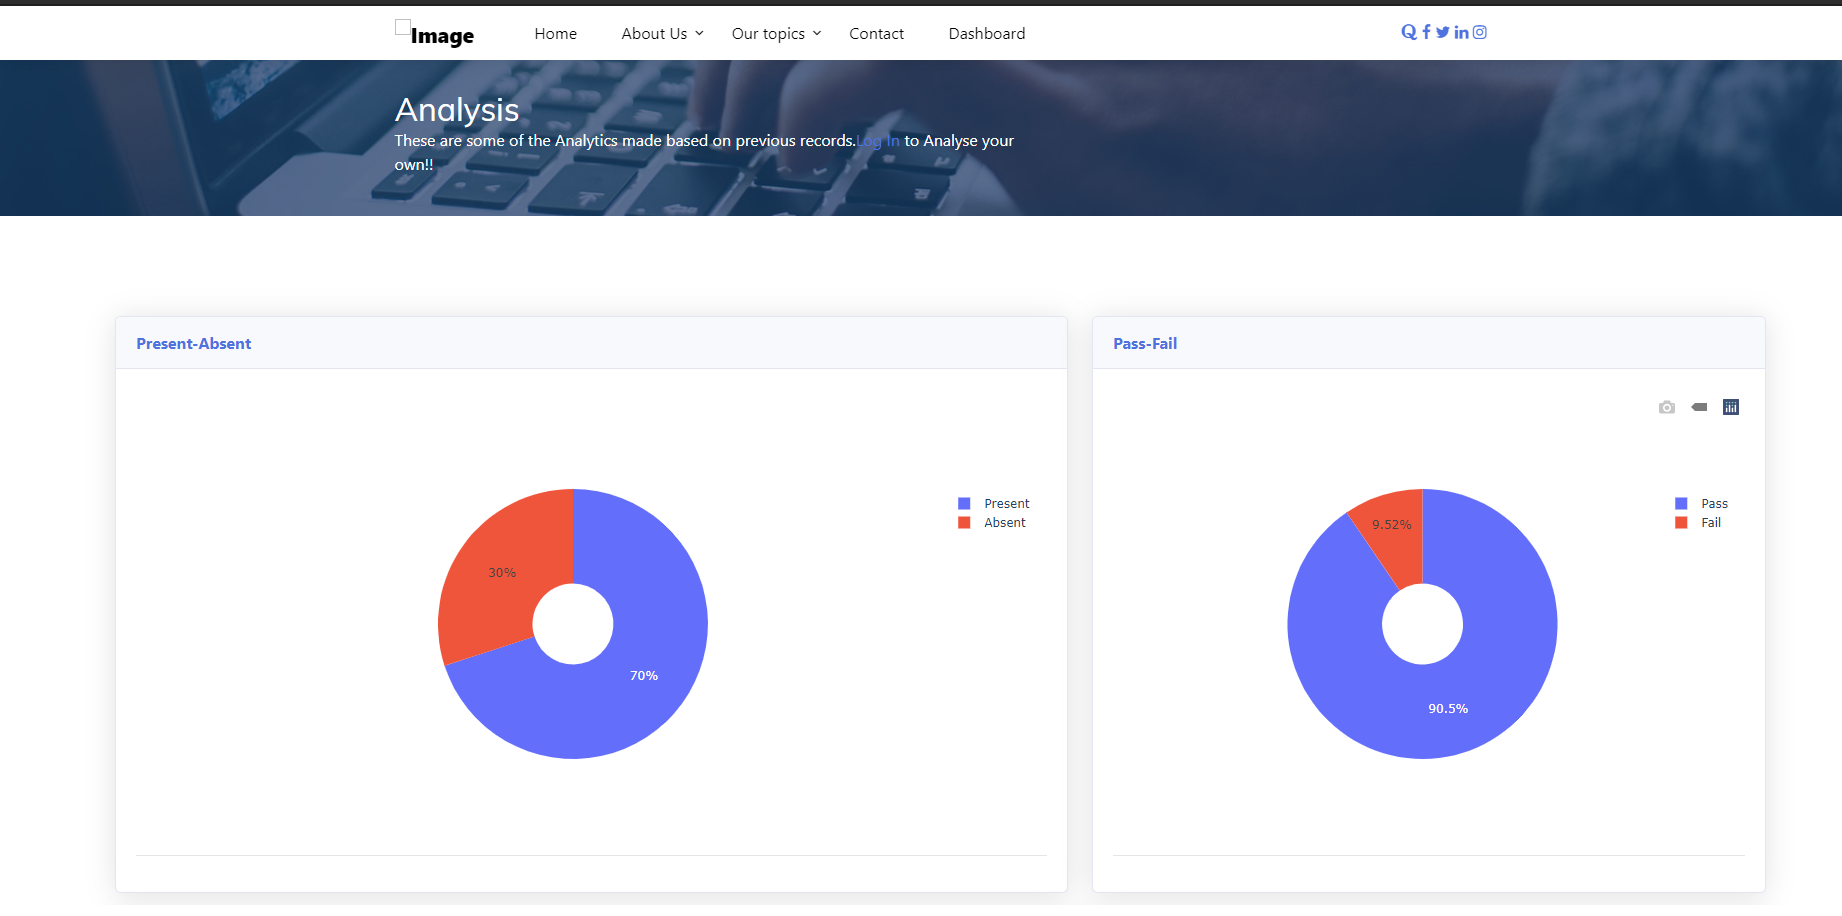 Image
Home About Us Our topics Contact Dashboard
Analysis
These are some of the Analytics made based on previous records.Log In to Analyse your
own!!
Present-Absent
Present
Absent
30%
70%
Pass-Fail
Pass
Fail
9.52%
90.5%